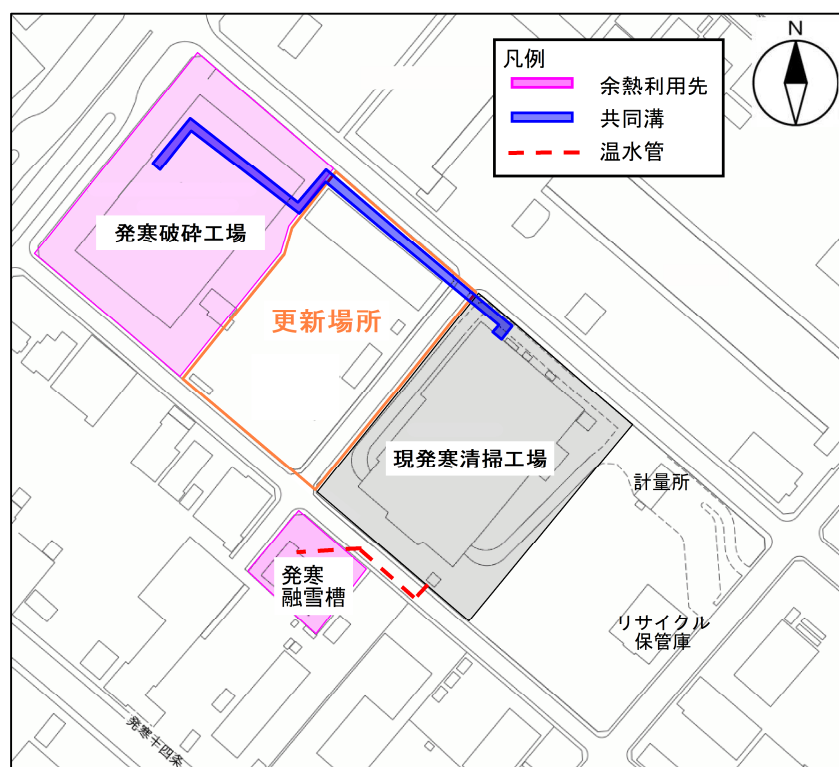 N
凡例
余熱利用先
共同溝
温水管
発寒破砕工場
更新場所
現発寒清掃工場
計量所
発寒
融雪槽
リサイクル
保管庫
発寒十四条